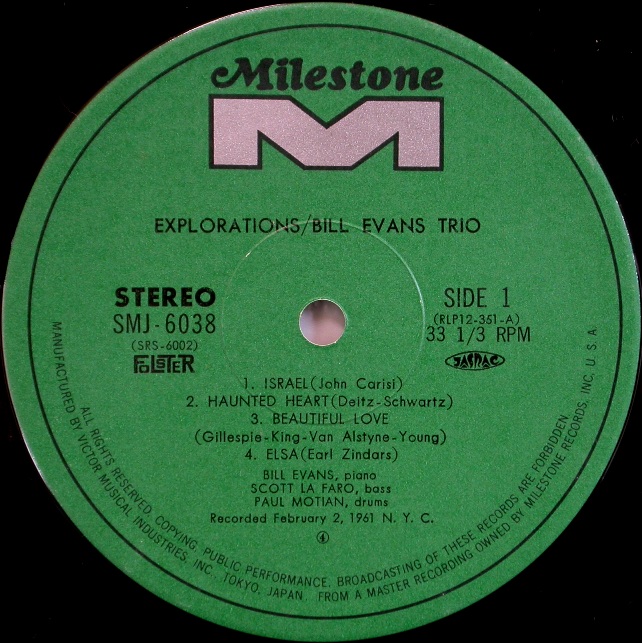 Milestone
M
EXPLORATIONS/BILL EVANS TRIO
STEREO
SMJ-6038
(SRS-6002)
FOLSTER
SIDE 1
(RLP12-351-A)
33 1/3 RPM
JASRAC
1. ISRAEL(John Carisi)
2. HAUNTED HEART(Deitz-Schwartz)
3. BEAUTIFUL LOVE
(Gillespie-King-Van Alstyne-Young)
4. ELSA(Earl Zindars)
BILL EVANS, piano
SCOTT LA FARO, bass
PAUL MOTIAN, drums
Recorded February 2, 1961 N. Y. C.
④
ALL RIGHTS RESERVED. COPYING, PUBLIC PERFORMANCE, BROADCASTING OF THESE RECORDS ARE FORBIDDEN
MANUFACTURED BY VICTOR MUSICAL INDUSTRIES, INC. TOKYO, JAPAN. FROM A MASTER RECORDING OWNED BY MILESTONE RECORDS, INC. U.S.A.